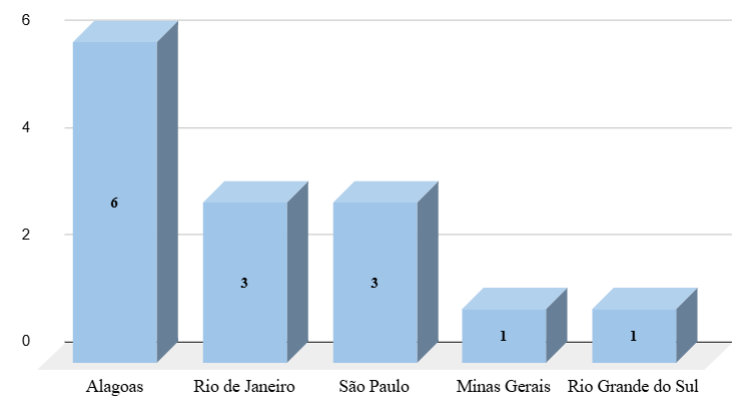 6
4
2
0
6
3
3
1
1
Alagoas
Rio de Janeiro
São Paulo
Minas Gerais
Rio Grande do Sul